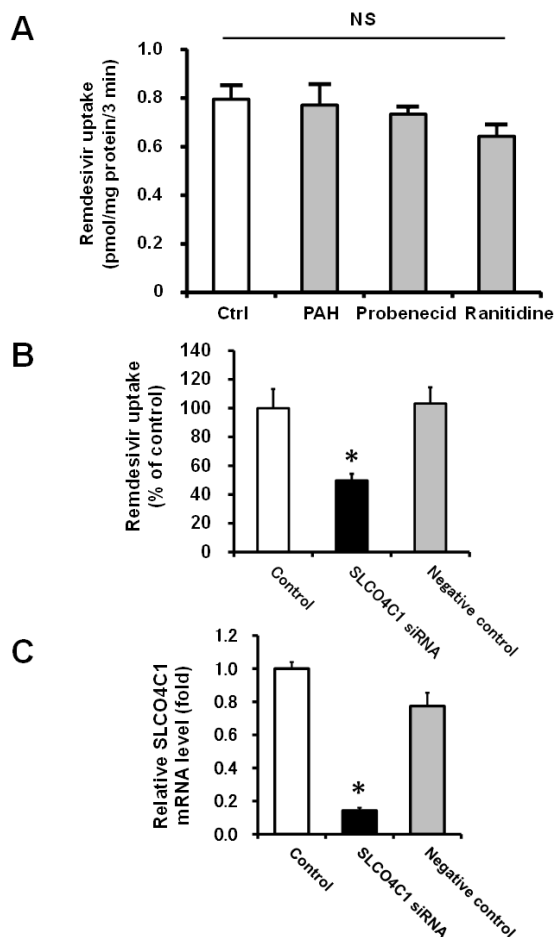 A
NS
Remdesivir uptake
(pmol/mg protein/3 min)
1.0
0.8
0.6
0.4
0.2
0
Ctrl PAH Probenecid Ranitidine
B
Remdesivir uptake
(% of control)
140
120
100
80
60
40
20
0
*
Control
SLCO4C1 siRNA
Negative control
C
Relative SLCO4C1
mRNA level (fold)
1.2
1.0
0.8
0.6
0.4
0.2
0.0
*
Control
SLCO4C1 siRNA
Negative control